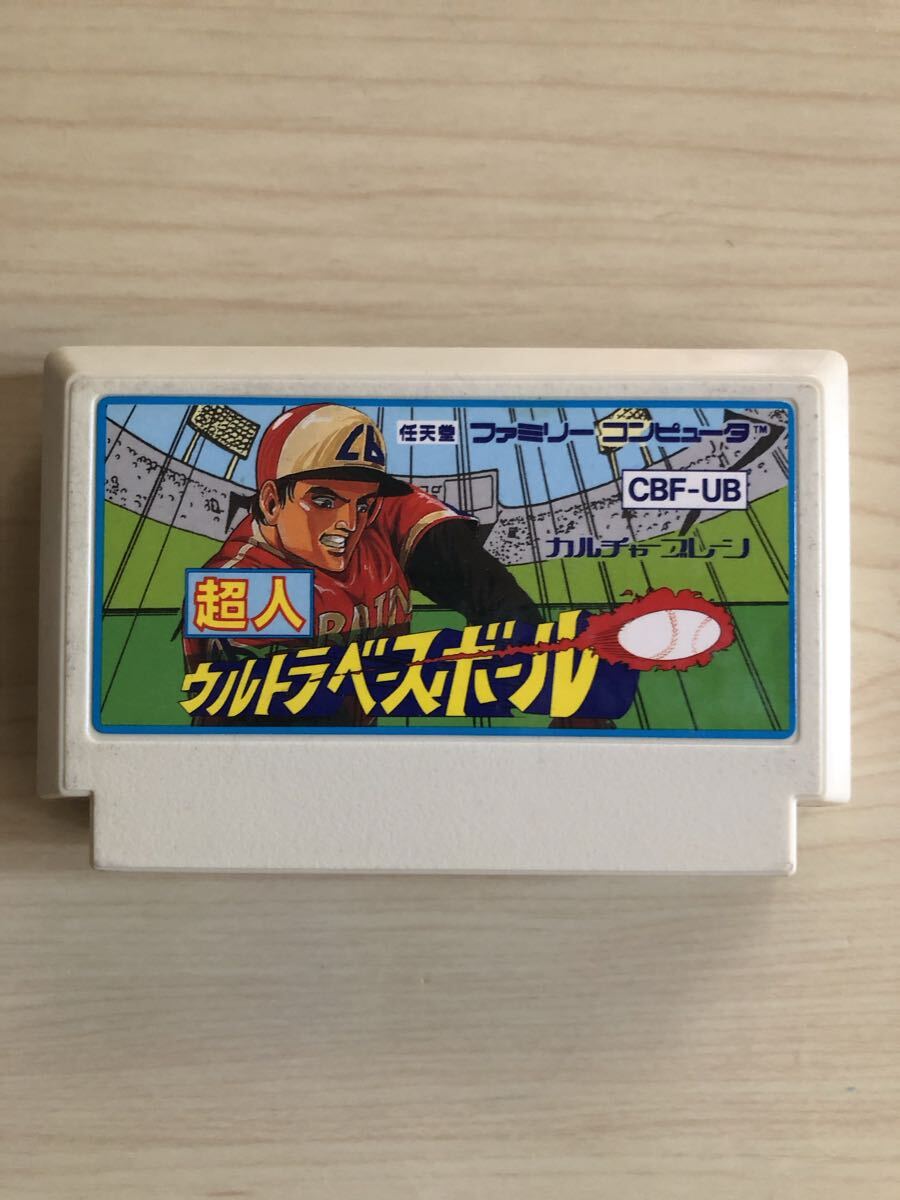 任天堂 ファミリーコンピュータ™
CBF-UB
カルチャーブレーン
CB
BRAIN
超人
ウルトラベースボール